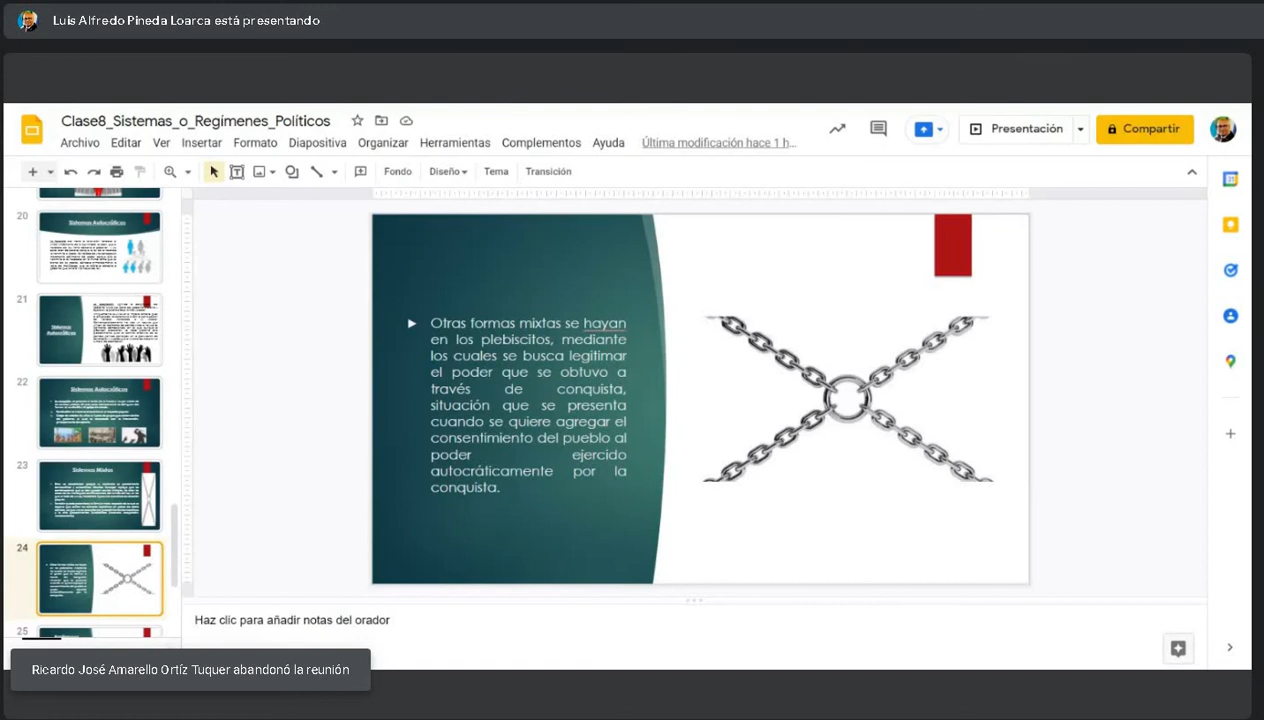 Luis Alfredo Pineda Loarca está presentando
Clase8_Sistemas_o_Regímenes_Políticos
Archivo Editar Ver Insertar Formato Diapositiva Organizar Herramientas Complementos Ayuda Última modificación hace 1 h...
Presentación
Compartir
Fondo Diseño Tema Transición
20
Sistemas Autocráticos
21
Sistemas
Autocráticos
22
Sistemas Autocráticos
23
Sistemas Mixtos
24
25
Otras formas mixtas se hayan
en los plebiscitos, mediante
los cuales se busca legitimar
el poder que se obtuvo a
través de conquista,
situación que se presenta
cuando se quiere agregar el
consentimiento del pueblo al
poder ejercido
autocráticamente por la
conquista.
Haz clic para añadir notas del orador
Ricardo José Amarello Ortíz Tuquer abandonó la reunión